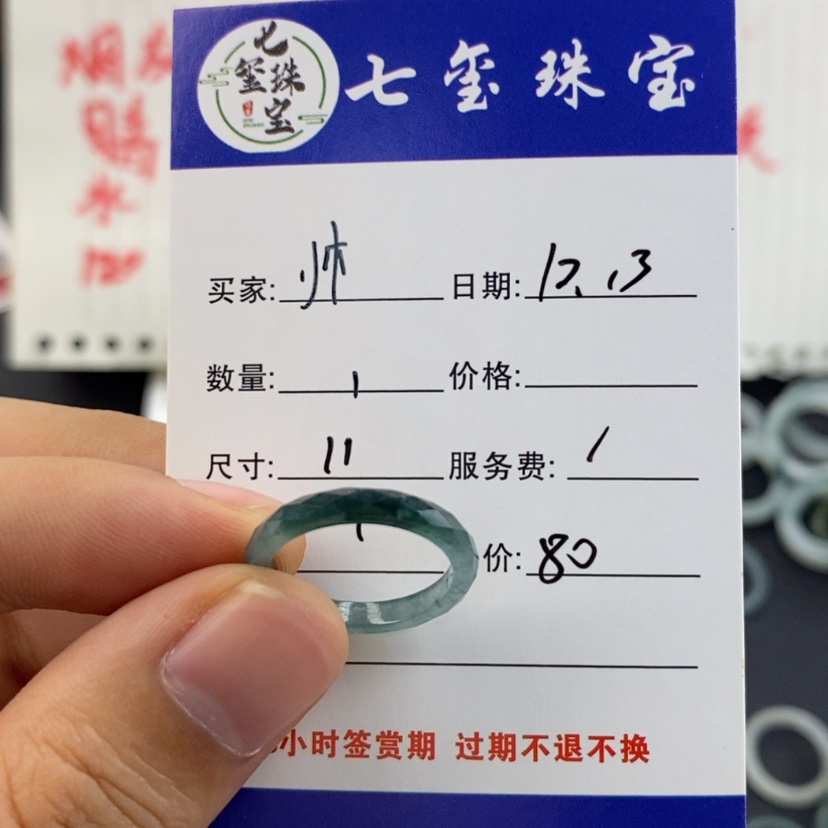 七玺珠宝
七玺珠宝
买家: 帅 日期: 12.13
数量: 1 价格:
尺寸: 11 服务费: /
价: 80
小时签赏期 过期不退不换
水